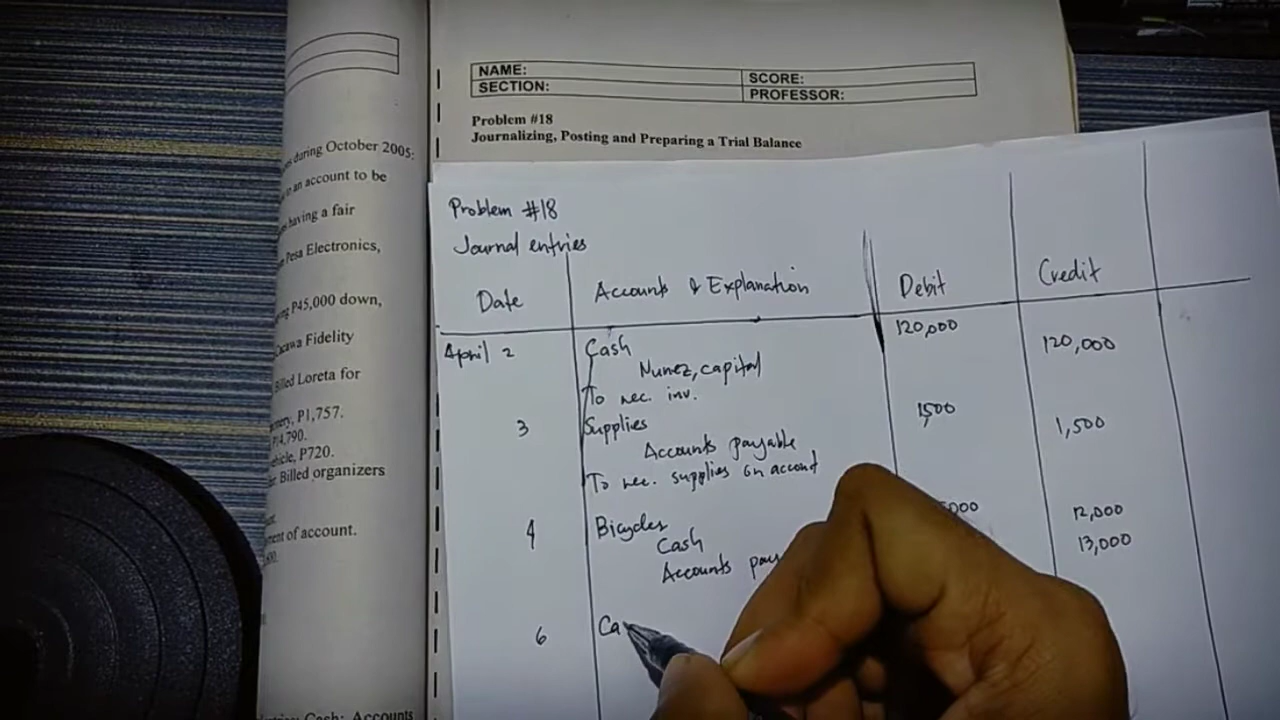 NAME:
SCORE:
SECTION:
PROFESSOR:
Problem #18
Journalizing, Posting and Preparing a Trial Balance
during October 2005:
an account to be
having a fair
Pesa Electronics,
P45,000 down,
Fidelity
Billed Loreta for
P1,757.
P4,790.
P720.
Billed organizers
of account.
Cash; Accounts
Problem #18
Journal entries
Date Accounts & Explanation Debit Credit
April 2 Cash 120,000
Nunez, capital 120,000
To rec. inv.
3 Supplies 1,500
Accounts payable 1,500
To rec. supplies on account
4 Bicycles
Cash 12,000
Accounts 13,000
6 Ca